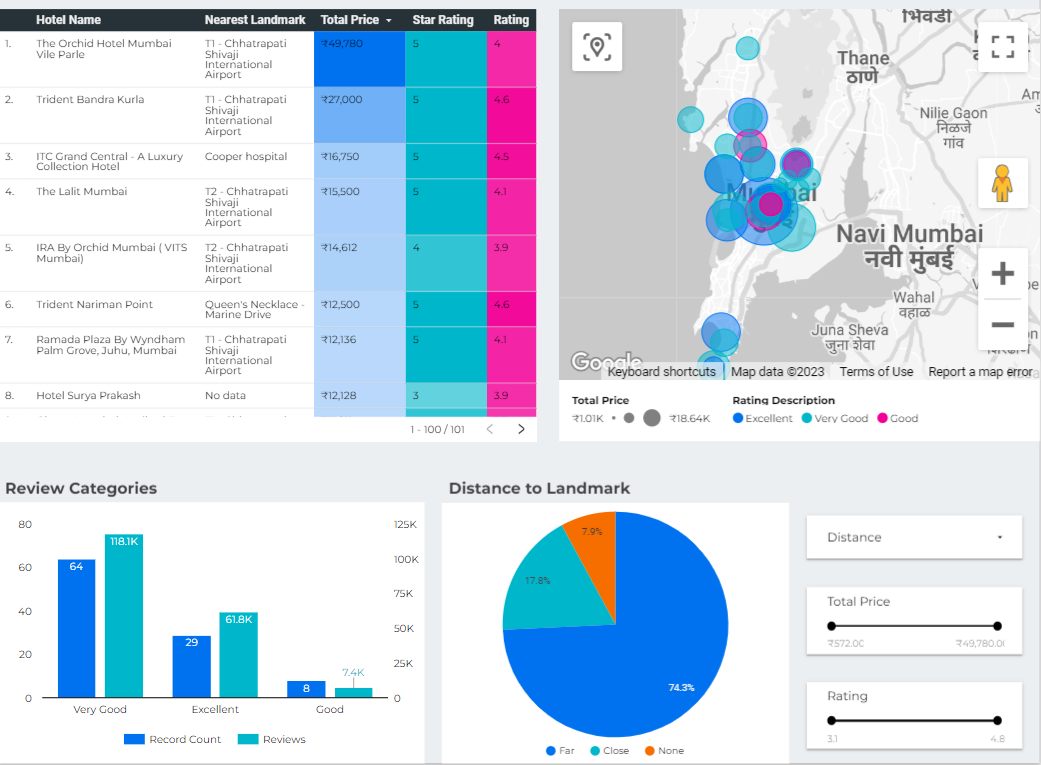 Hotel Name Nearest Landmark Total Price Star Rating Rating
1. The Orchid Hotel Mumbai Vile Parle T1 - Chhatrapati Shivaji International Airport ₹49,780 5 4
2. Trident Bandra Kurla T1 - Chhatrapati Shivaji International Airport ₹27,000 5 4.6
3. ITC Grand Central - A Luxury Collection Hotel Cooper hospital ₹16,750 5 4.5
4. The Lalit Mumbai T2 - Chhatrapati Shivaji International Airport ₹15,500 5 4.1
5. IRA By Orchid Mumbai ( VITS Mumbai) T2 - Chhatrapati Shivaji International Airport ₹14,612 4 3.9
6. Trident Nariman Point Queen's Necklace - Marine Drive ₹12,500 5 4.6
7. Ramada Plaza By Wyndham Palm Grove, Juhu, Mumbai T1 - Chhatrapati Shivaji International Airport ₹12,136 5 4.1
8. Hotel Surya Prakash No data ₹12,128 3 3.9
1 - 100 / 101
भिवंडी
Thane
ठाणे
Nilje Gaon
निळजे
गांव
Mumbai
Navi Mumbai
नवी मुंबई
Wahal
वहाळ
Juna Sheva
जुना शेवा
Google
Keyboard shortcuts Map data ©2023 Terms of Use Report a map error
Total Price
₹1.01K ₹18.64K
Rating Description
Excellent Very Good Good
Review Categories
80
60
40
20
0
125K
100K
75K
50K
25K
0
64 118.1K
29 61.8K
8 7.4K
Very Good Excellent Good
Record Count Reviews
Distance to Landmark
7.9%
17.8%
74.3%
Far Close None
Distance
Total Price
₹572.00 ₹49,780.0
Rating
3.1 4.8